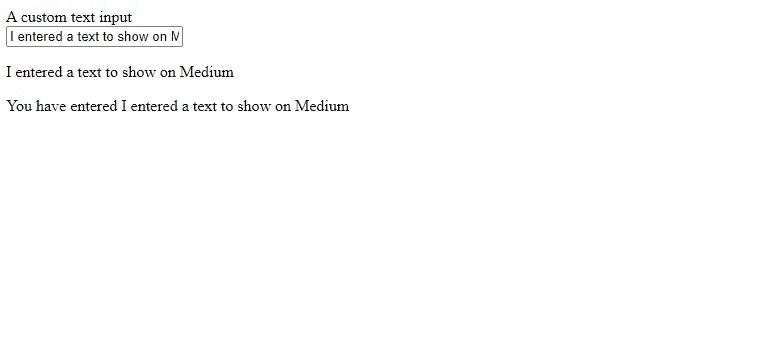 A custom text input
I entered a text to show on M
I entered a text to show on Medium
You have entered I entered a text to show on Medium